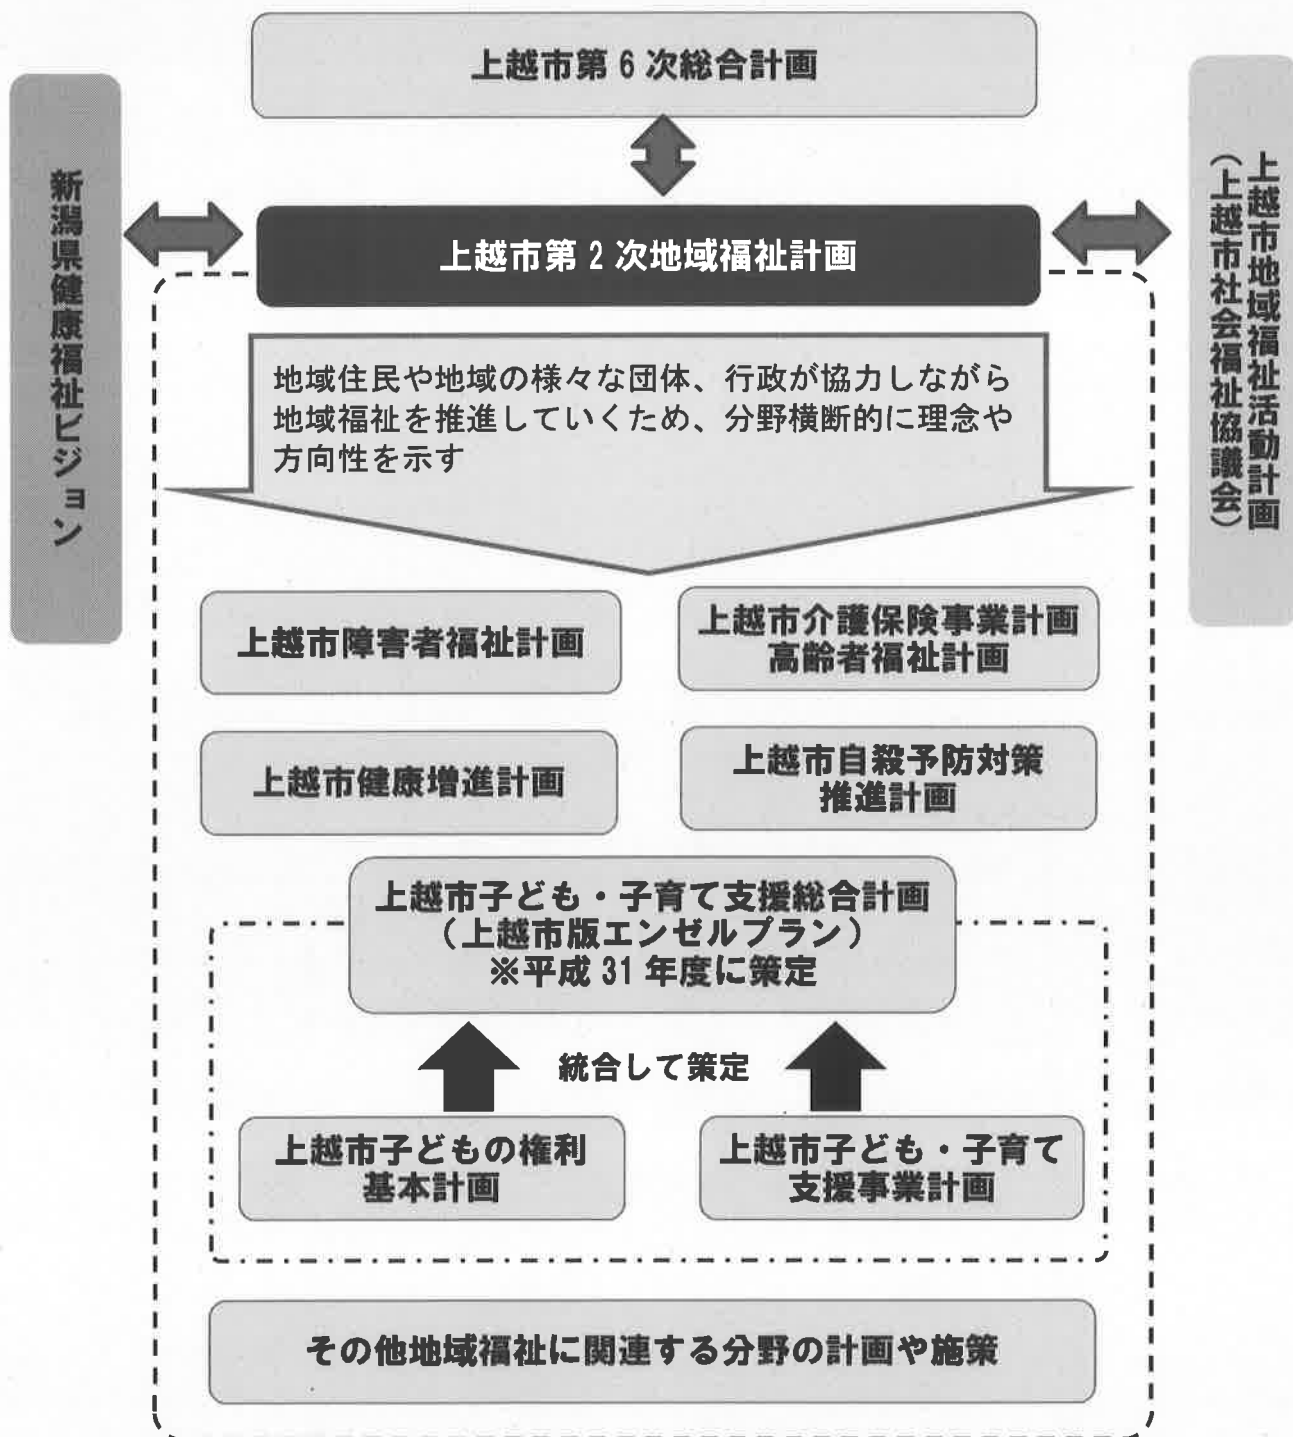 上越市第6次総合計画
新潟県健康福祉ビジョン
上越市第2次地域福祉計画
上越市地域福祉活動計画
（上越市社会福祉協議会）
地域住民や地域の様々な団体、行政が協力しながら
地域福祉を推進していくため、分野横断的に理念や
方向性を示す
上越市障害者福祉計画
上越市介護保険事業計画
高齢者福祉計画
上越市健康増進計画
上越市自殺予防対策
推進計画
上越市子ども・子育て支援総合計画
（上越市版エンゼルプラン）
※平成31年度に策定
統合して策定
上越市子どもの権利
基本計画
上越市子ども・子育て
支援事業計画
その他地域福祉に関連する分野の計画や施策